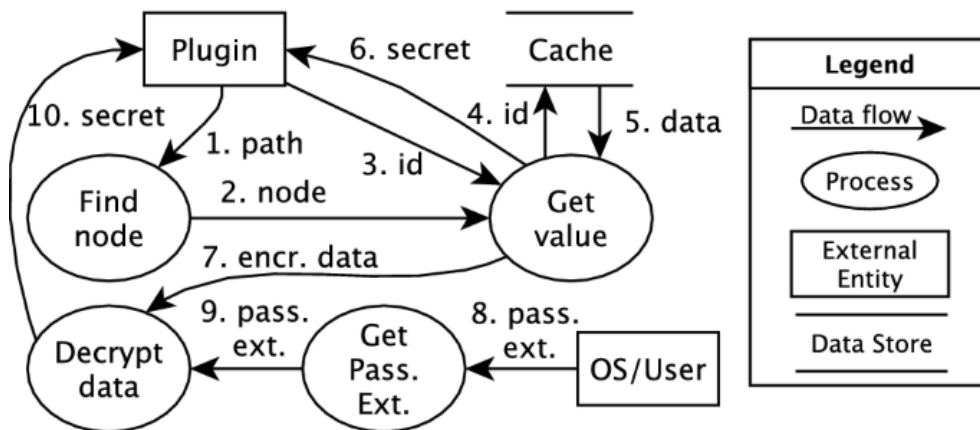 Plugin
6. secret
Cache
10. secret
4. id
5. data
1. path
3. id
Find
node
2. node
Get
value
7. encr. data
Decrypt
data
9. pass.
ext.
Get
Pass.
Ext.
8. pass.
ext.
OS/User
Legend
Data flow
Process
External
Entity
Data Store